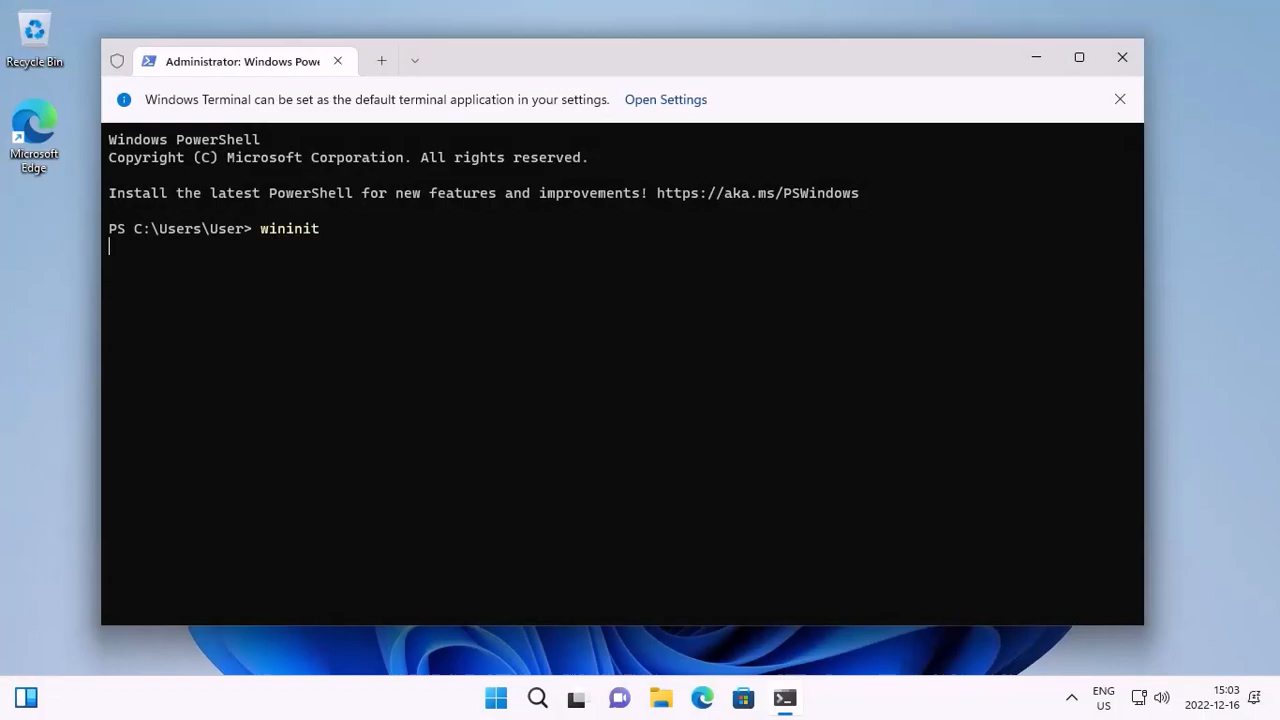 Recycle Bin
Microsoft
Edge
Administrator: Windows Powe
Windows Terminal can be set as the default terminal application in your settings. Open Settings
Windows PowerShell
Copyright (C) Microsoft Corporation. All rights reserved.
Install the latest PowerShell for new features and improvements! https://aka.ms/PSWindows
PS C:\Users\User> wininit
ENG
US
15:03
2022-12-16